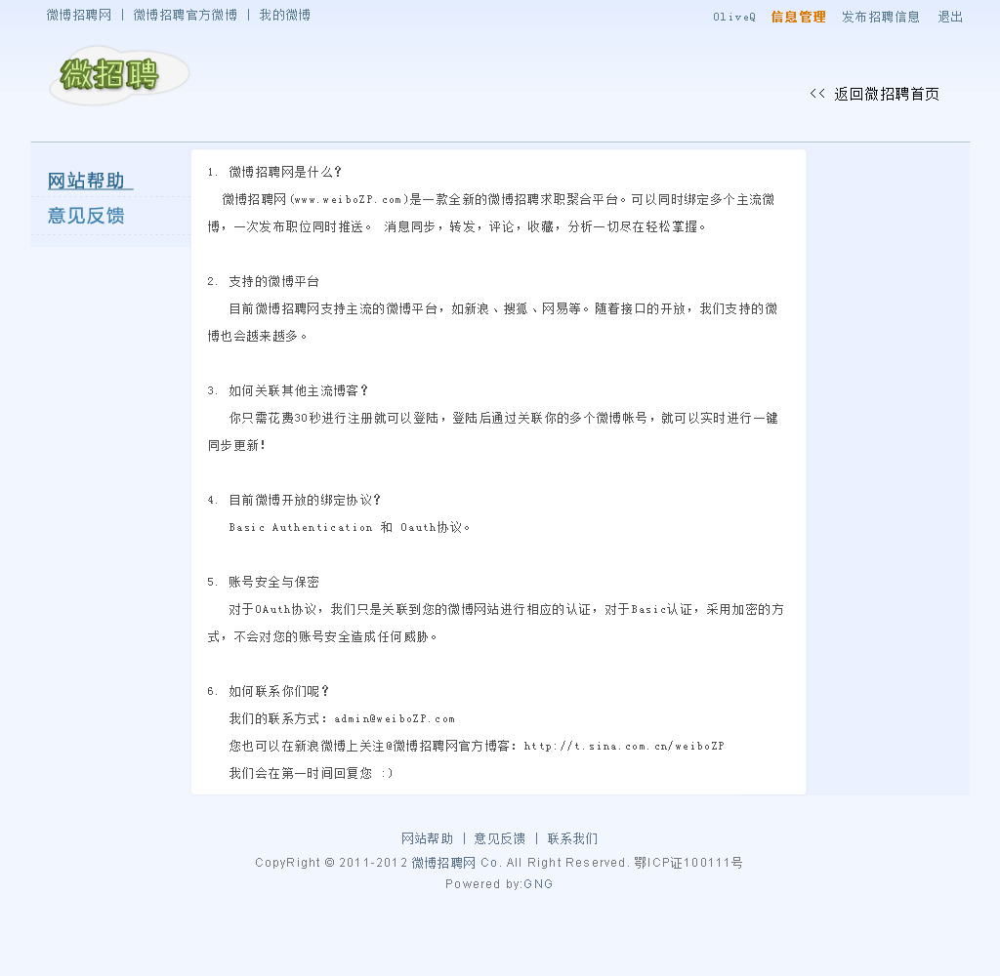 微博招聘网 | 微博招聘官方微博 | 我的微博
OliveQ 信息管理 发布招聘信息 退出
微招聘
<< 返回微招聘首页
网站帮助
意见反馈
1. 微博招聘网是什么？
微博招聘网(www.weiboZP.com)是一款全新的微博招聘求职聚合平台。可以同时绑定多个主流微
博，一次发布职位同时推送。 消息同步，转发，评论，收藏，分析一切尽在轻松掌握。
2. 支持的微博平台
目前微博招聘网支持主流的微博平台，如新浪、搜狐、网易等。随着接口的开放，我们支持的微
博也会越来越多。
3. 如何关联其他主流博客？
你只需花费30秒进行注册就可以登陆，登陆后通过关联你的多个微博帐号，就可以实时进行一键
同步更新！
4. 目前微博开放的绑定协议？
Basic Authentication 和 Oauth协议。
5. 账号安全与保密
对于OAuth协议，我们只是关联到您的微博网站进行相应的认证，对于Basic认证，采用加密的方
式，不会对您的账号安全造成任何威胁。
6. 如何联系你们呢？
我们的联系方式：admin@weiboZP.com
您也可以在新浪微博上关注@微博招聘网官方博客：http://t.sina.com.cn/weiboZP
我们会在第一时间回复您 :)
网站帮助 | 意见反馈 | 联系我们
CopyRight © 2011-2012 微博招聘网 Co. All Right Reserved. 鄂ICP证100111号
Powered by:GNG